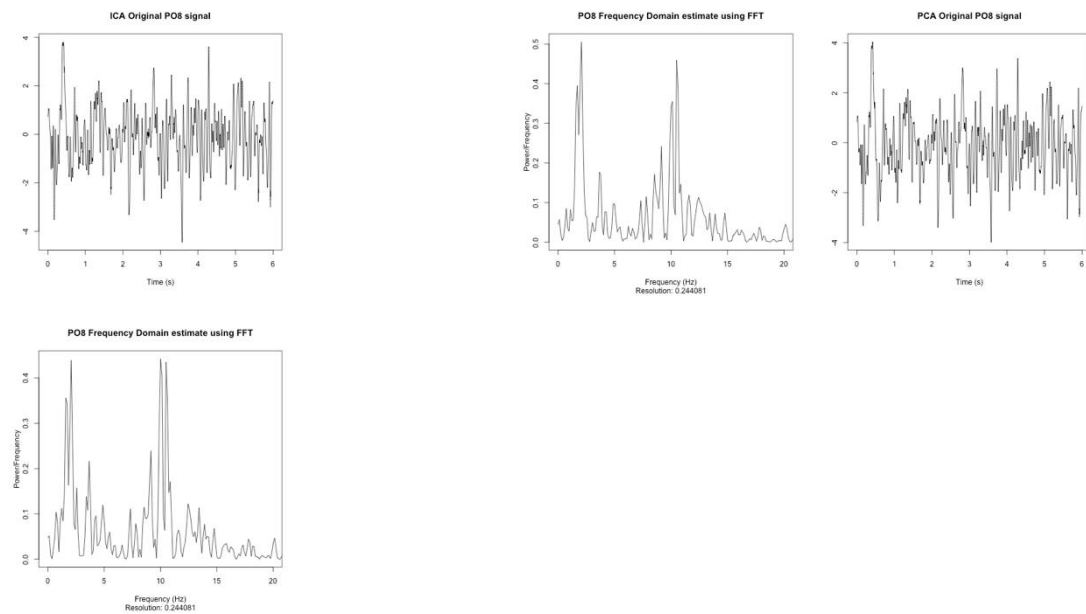 ICA Original PO8 signal
4
2
0
-2
-4
0 1 2 3 4 5 6
Time (s)
PO8 Frequency Domain estimate using FFT
Power/Frequency
0.5
0.4
0.3
0.2
0.1
0.0
0 5 10 15 20
Frequency (Hz)
Resolution: 0.244081
PCA Original PO8 signal
4
2
0
-2
-4
0 1 2 3 4 5 6
Time (s)
PO8 Frequency Domain estimate using FFT
Power/Frequency
0.4
0.3
0.2
0.1
0.0
0 5 10 15 20
Frequency (Hz)
Resolution: 0.244081